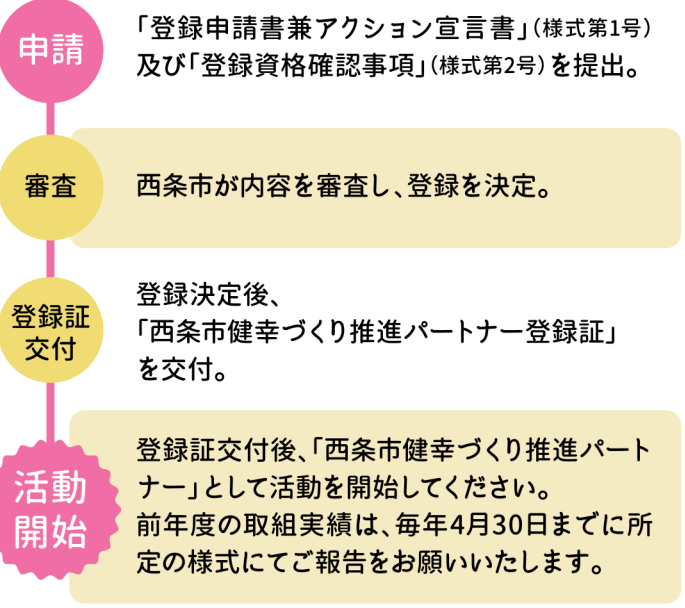 申請
「登録申請書兼アクション宣言書」(様式第1号)
及び「登録資格確認事項」(様式第2号)を提出。
審査
西条市が内容を審査し、登録を決定。
登録証
交付
登録決定後、
「西条市健幸づくり推進パートナー登録証」
を交付。
活動
開始
登録証交付後、「西条市健幸づくり推進パート
ナー」として活動を開始してください。
前年度の取組実績は、毎年4月30日までに所
定の様式にてご報告をお願いいたします。